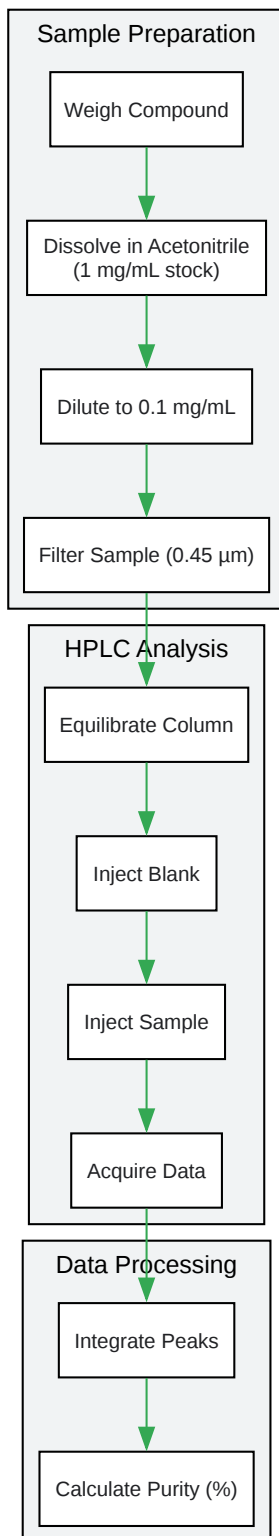 Sample Preparation
Weigh Compound
Dissolve in Acetonitrile
(1 mg/mL stock)
Dilute to 0.1 mg/mL
Filter Sample (0.45 µm)
HPLC Analysis
Equilibrate Column
Inject Blank
Inject Sample
Acquire Data
Data Processing
Integrate Peaks
Calculate Purity (%)